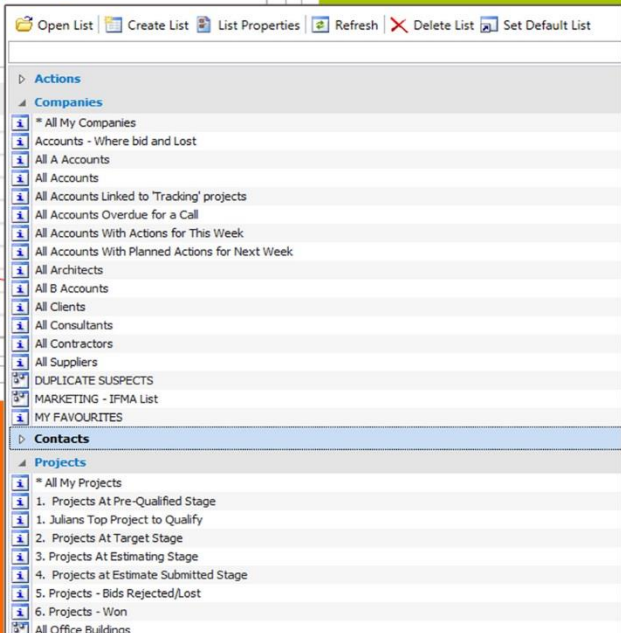 Open List Create List List Properties Refresh Delete List Set Default List
Actions
Companies
* All My Companies
Accounts - Where bid and Lost
All A Accounts
All Accounts
All Accounts Linked to 'Tracking' projects
All Accounts Overdue for a Call
All Accounts With Actions for This Week
All Accounts With Planned Actions for Next Week
All Architects
All B Accounts
All Clients
All Consultants
All Contractors
All Suppliers
DUPLICATE SUSPECTS
MARKETING - IFMA List
MY FAVOURITES
Contacts
Projects
* All My Projects
1. Projects At Pre-Qualified Stage
1. Julians Top Project to Qualify
2. Projects At Target Stage
3. Projects At Estimating Stage
4. Projects at Estimate Submitted Stage
5. Projects - Bids Rejected/Lost
6. Projects - Won
All Office Buildings